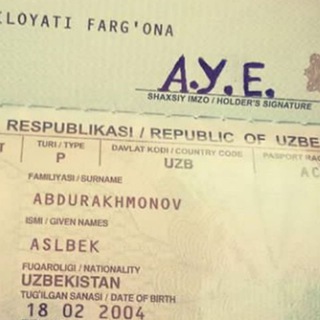 ILOYATI FARG'ONA
A.Y.E.
SHAXSIY IMZO / HOLDER'S SIGNATURE
RESPUBLIKASI / REPUBLIC OF UZBE
TURI / TYPE DAVLAT KODI / COUNTRY CODE PASPORT RA
P UZB AC
FAMILIYASI / SURNAME
ABDURAKHMONOV
ISMI / GIVEN NAMES
ASLBEK
FUQAROLIGI / NATIONALITY
UZBEKISTAN
TUG'ILGAN SANASI / DATE OF BIRTH
18 02 2004